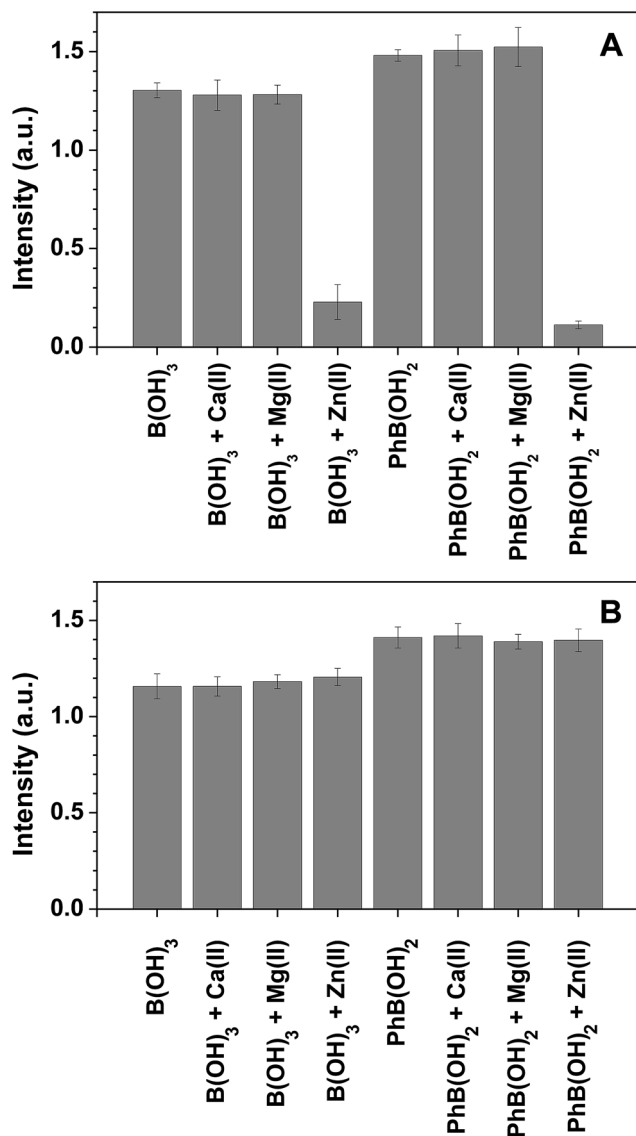 A
Intensity (a.u.)
1.5
1.0
0.5
0.0
B(OH)₃
B(OH)₃ + Ca(II)
B(OH)₃ + Mg(II)
B(OH)₃ + Zn(II)
PhB(OH)₂
PhB(OH)₂ + Ca(II)
PhB(OH)₂ + Mg(II)
PhB(OH)₂ + Zn(II)
B
Intensity (a.u.)
1.5
1.0
0.5
0.0
B(OH)₃
B(OH)₃ + Ca(II)
B(OH)₃ + Mg(II)
B(OH)₃ + Zn(II)
PhB(OH)₂
PhB(OH)₂ + Ca(II)
PhB(OH)₂ + Mg(II)
PhB(OH)₂ + Zn(II)